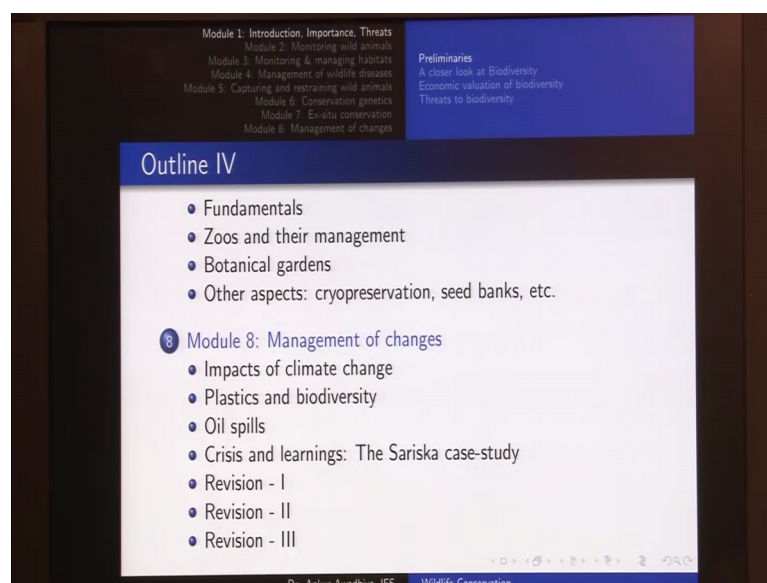 Module 1: Introduction, Importance, Threats
Module 2: Monitoring wild animals
Module 3: Monitoring & managing habitats
Module 4: Management of wildlife diseases
Module 5: Capturing and restraining wild animals
Module 6: Conservation genetics
Module 7: Ex-situ conservation
Module 8: Management of changes
Preliminaries
A closer look at Biodiversity
Economic valuation of biodiversity
Threats to biodiversity
Outline IV
Fundamentals
Zoos and their management
Botanical gardens
Other aspects: cryopreservation, seed banks, etc.
8 Module 8: Management of changes
Impacts of climate change
Plastics and biodiversity
Oil spills
Crisis and learnings: The Sariska case-study
Revision - I
Revision - II
Revision - III
Wildlife Conservation